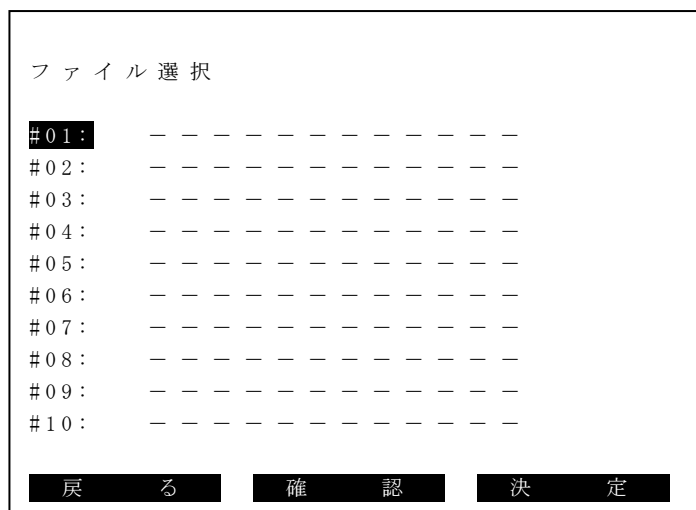 ファイル選択
#01: － － － － － － － － － － － －
#02: － － － － － － － － － － － －
#03: － － － － － － － － － － － －
#04: － － － － － － － － － － － －
#05: － － － － － － － － － － － －
#06: － － － － － － － － － － － －
#07: － － － － － － － － － － － －
#08: － － － － － － － － － － － －
#09: － － － － － － － － － － － －
#10: － － － － － － － － － － － －
戻る 確認 決定